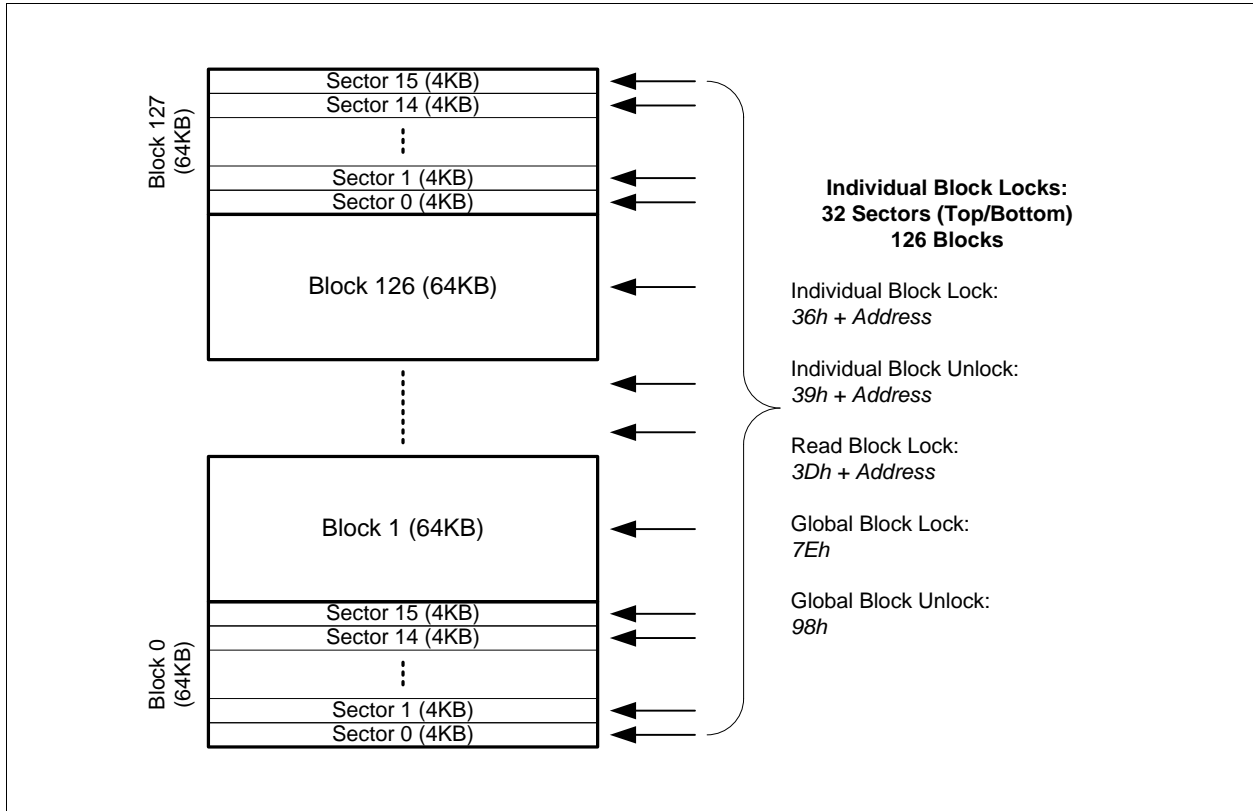 Block 127
(64KB)
Sector 15 (4KB)
Sector 14 (4KB)
Sector 1 (4KB)
Sector 0 (4KB)
Block 126 (64KB)
Block 1 (64KB)
Block 0
(64KB)
Sector 15 (4KB)
Sector 14 (4KB)
Sector 1 (4KB)
Sector 0 (4KB)
Individual Block Locks:
32 Sectors (Top/Bottom)
126 Blocks
Individual Block Lock:
36h + Address
Individual Block Unlock:
39h + Address
Read Block Lock:
3Dh + Address
Global Block Lock:
7Eh
Global Block Unlock:
98h